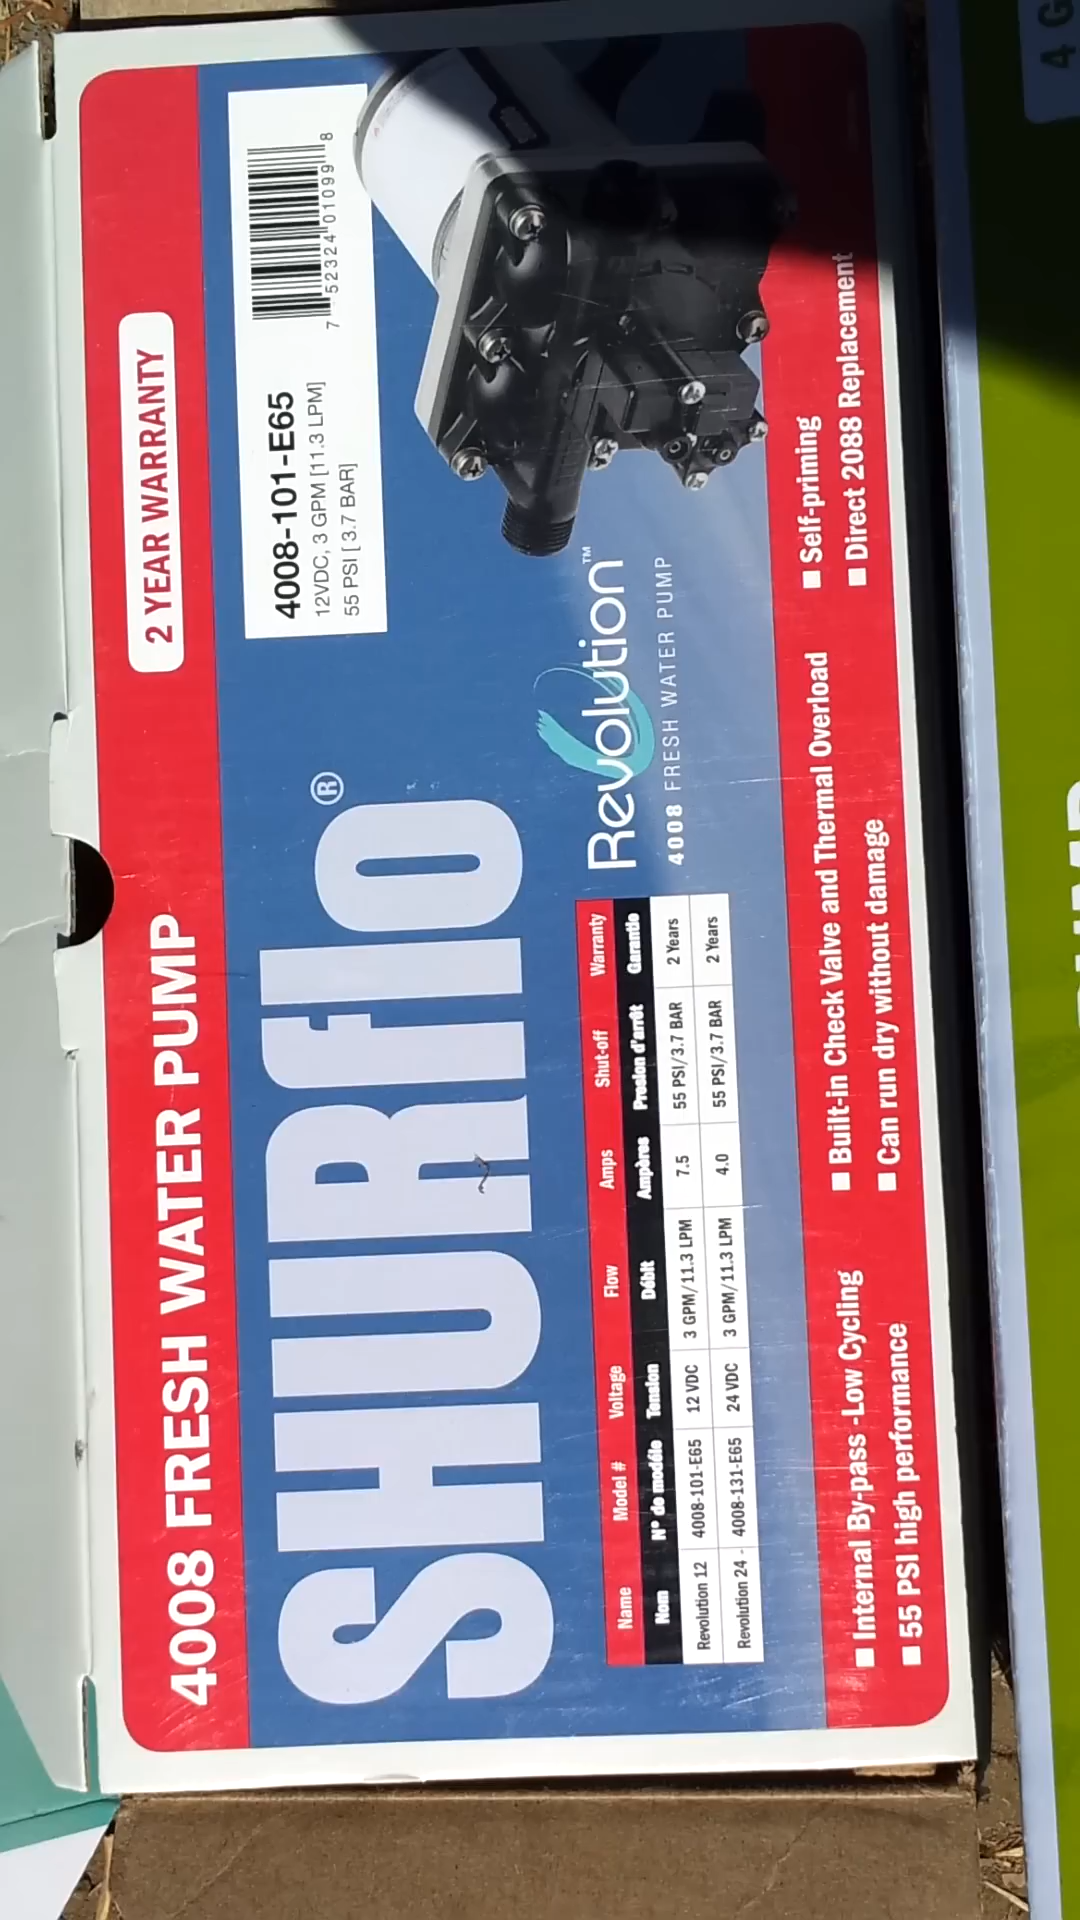 4008 FRESH WATER PUMP
2 YEAR WARRANTY
SHURflo®
4008-101-E65
12VDC, 3 GPM [11.3 LPM]
55 PSI [ 3.7 BAR]
7 52324 01099 8
Revolution™
4008 FRESH WATER PUMP
Name Model # Voltage Flow Amps Shut-off Warranty
Nom N° de modéle Tension Débit Ampères Presion d'arrêt Garantie
Revolution 12 4008-101-E65 12 VDC 3 GPM/11.3 LPM 7.5 55 PSI/3.7 BAR 2 Years
Revolution 24 - 4008-131-E65 24 VDC 3 GPM/11.3 LPM 4.0 55 PSI/3.7 BAR 2 Years
■ Internal By-pass -Low Cycling
■ 55 PSI high performance
■ Built-in Check Valve and Thermal Overload
■ Can run dry without damage
■ Self-priming
■ Direct 2088 Replacement
4 G